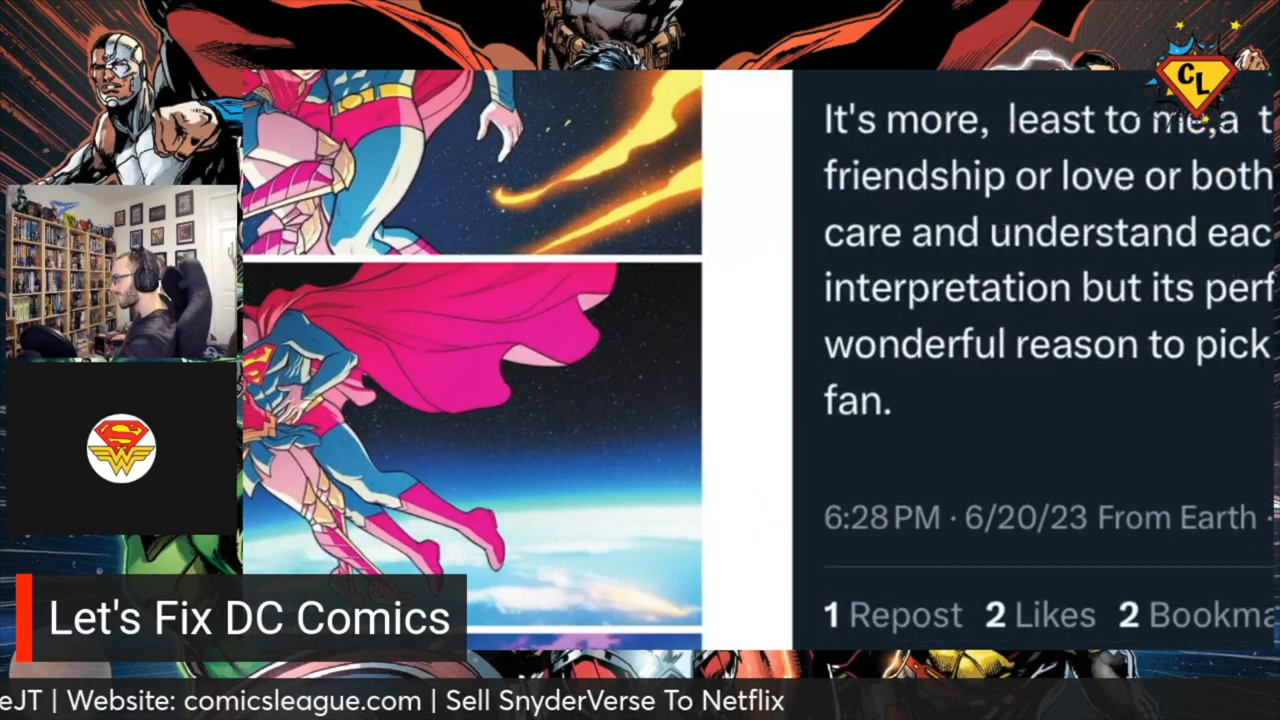 CL
It's more, least to me,a t
friendship or love or both
care and understand eac
interpretation but its perf
wonderful reason to pick
fan.
6:28 PM · 6/20/23 From Earth ·
1 Repost 2 Likes 2 Bookma
Let's Fix DC Comics
eJT | Website: comicsleague.com | Sell SnyderVerse To Netflix